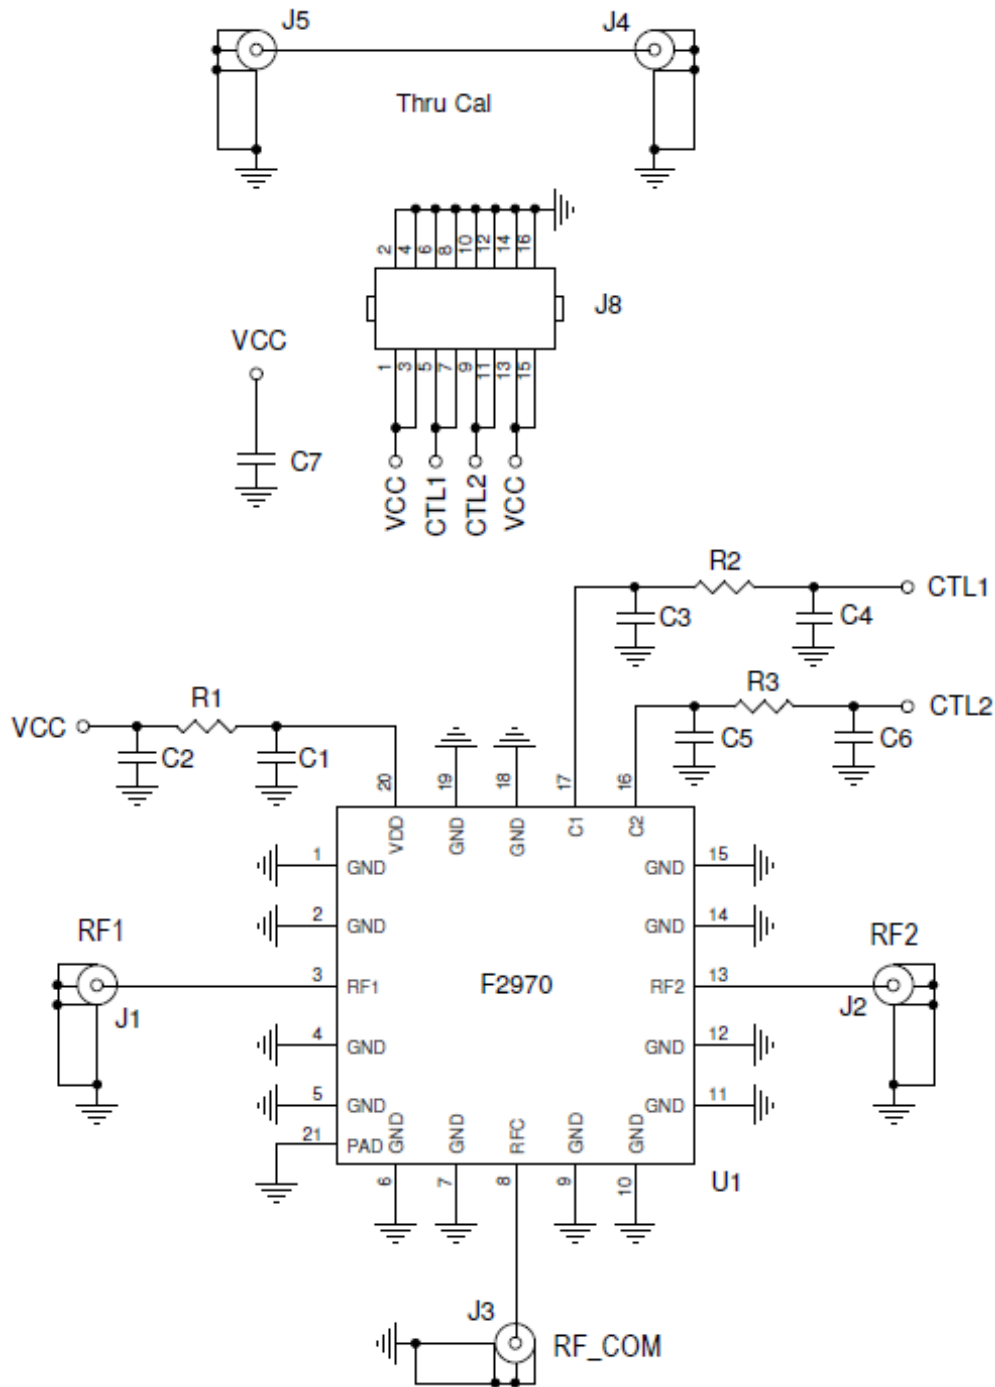 J5 J4
Thru Cal
2 4 6 8 10 12 14 16
J8
1 3 5 7 9 11 13 15
VCC
C7
VCC CTL1 CTL2 VCC
R2
CTL1
C3 C4
R3
CTL2
C5 C6
R1
VCC
C2 C1
20 19 18 17 16
VDD GND GND C1 C2
1 GND GND 15
2 GND GND 14
RF1 RF2
3 RF1 F2970 RF2 13
J1 J2
4 GND GND 12
5 GND GND 11
21 PAD GND GND RFC GND GND
6 7 8 9 10
U1
J3
RF_COM